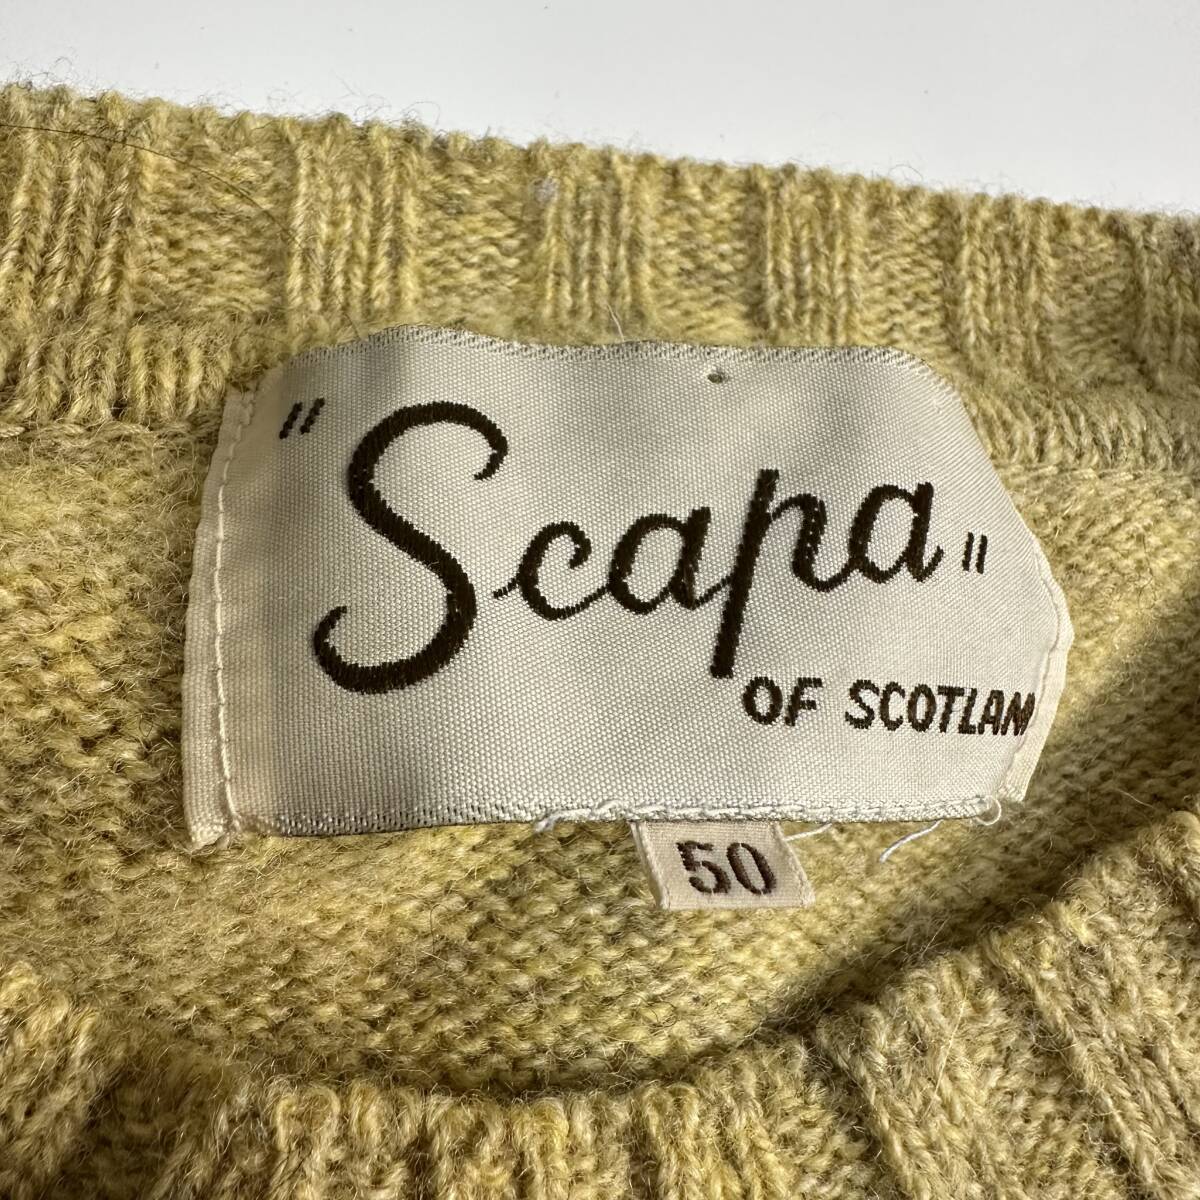 "Scapa"
OF SCOTLAN
50